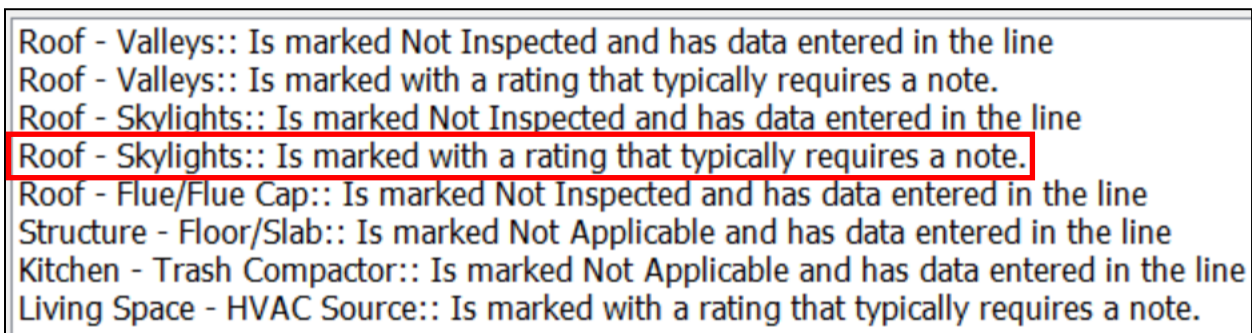 Roof - Valleys:: Is marked Not Inspected and has data entered in the line
Roof - Valleys:: Is marked with a rating that typically requires a note.
Roof - Skylights:: Is marked Not Inspected and has data entered in the line
Roof - Skylights:: Is marked with a rating that typically requires a note.
Roof - Flue/Flue Cap:: Is marked Not Inspected and has data entered in the line
Structure - Floor/Slab:: Is marked Not Applicable and has data entered in the line
Kitchen - Trash Compactor:: Is marked Not Applicable and has data entered in the line
Living Space - HVAC Source:: Is marked with a rating that typically requires a note.